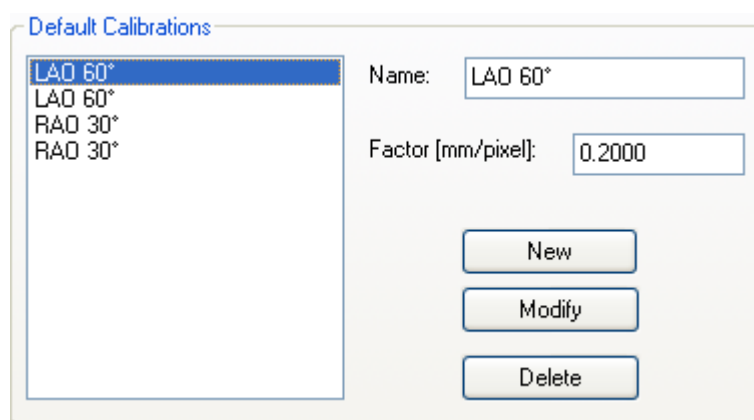 Default Calibrations
LAO 60°
LAO 60°
RAO 30°
RAO 30°
Name: LAO 60°
Factor [mm/pixel]: 0.2000
New
Modify
Delete